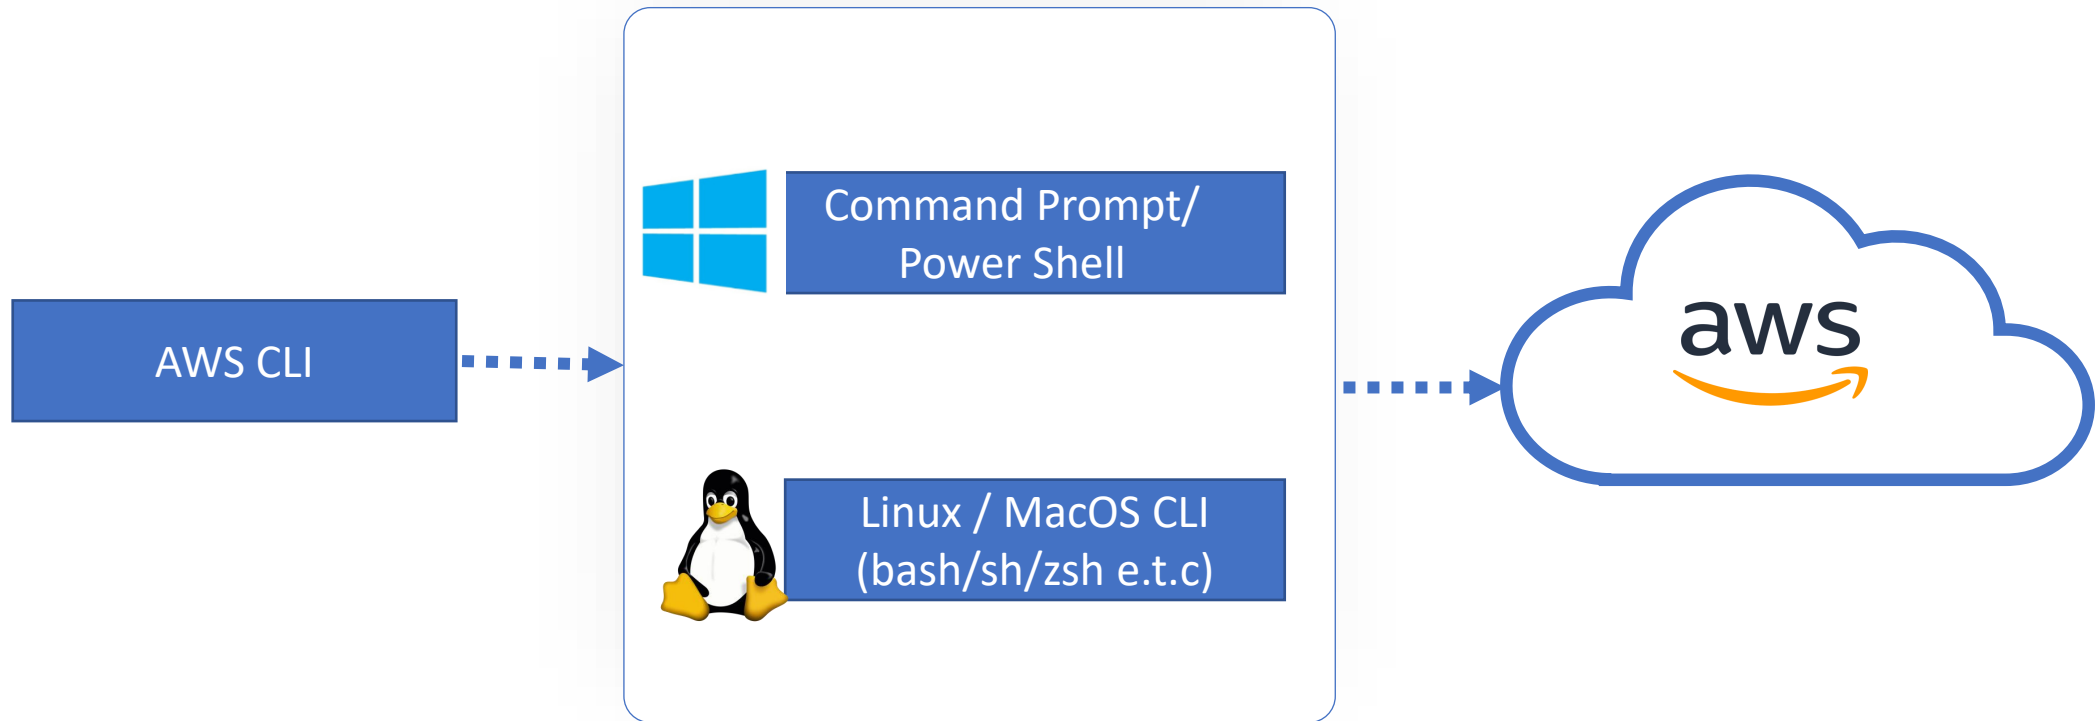 AWS CLI
Command Prompt/
Power Shell
Linux / MacOS CLI
(bash/sh/zsh e.t.c)
aws